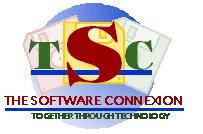 TSC
THE SOFTWARE CONNEXION
TOGETHER THROUGH TECHNOLOGY